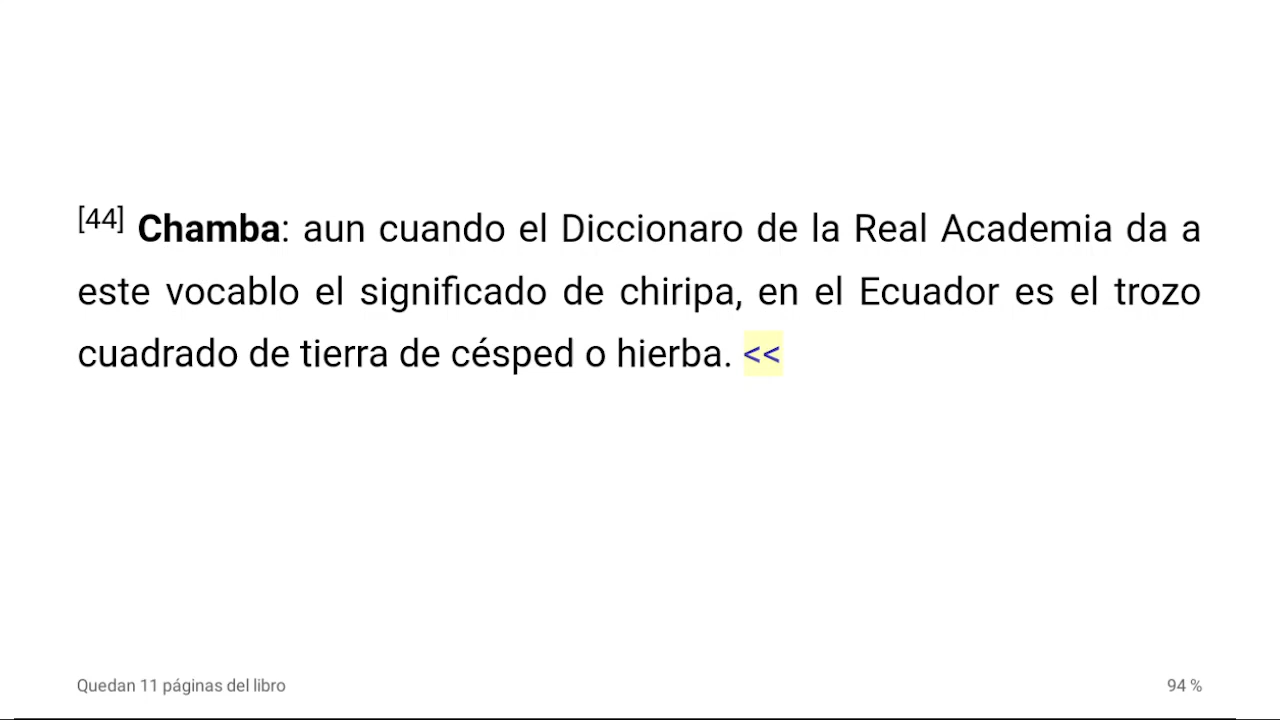 [44] Chamba: aun cuando el Diccionaro de la Real Academia da a
este vocablo el significado de chiripa, en el Ecuador es el trozo
cuadrado de tierra de césped o hierba. <<
Quedan 11 páginas del libro
94 %